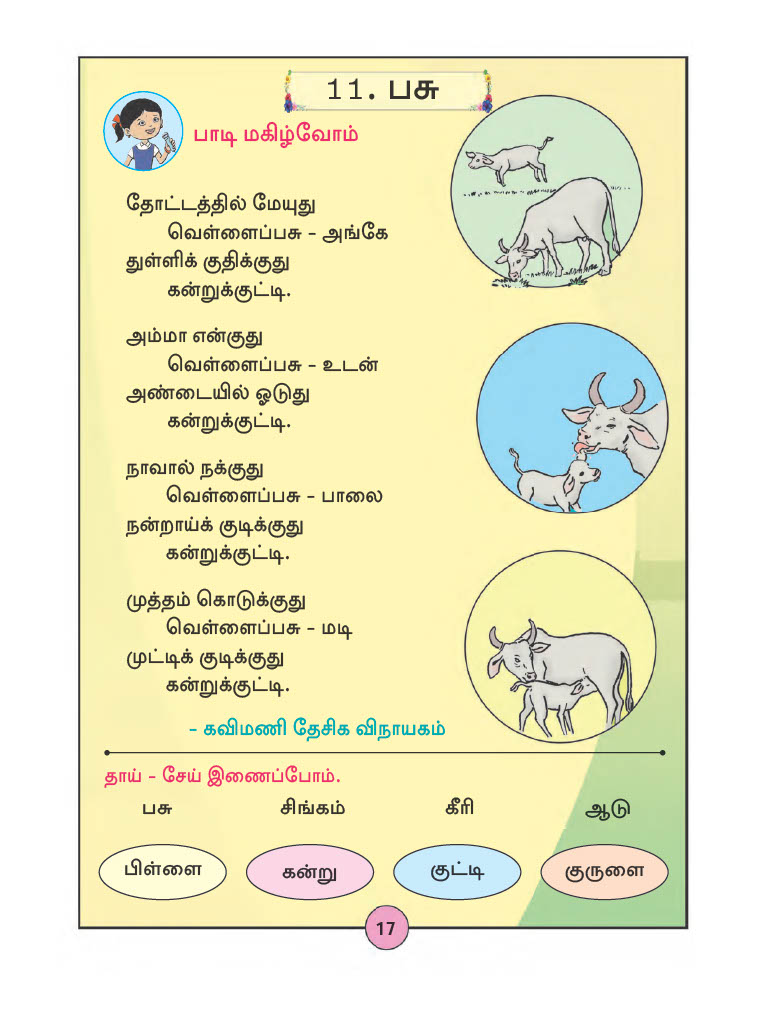 11. பசு
பாடி மகிழ்வோம்
தோட்டத்தில் மேயுது
வெள்ளைப்பசு – அங்கே
துள்ளிக் குதிக்குது
கன்றுக்குட்டி.
அம்மா என்குது
வெள்ளைப்பசு – உடன்
அண்டையில் ஓடுது
கன்றுக்குட்டி.
நாவால் நக்குது
வெள்ளைப்பசு – பாலை
நன்றாய்க் குடிக்குது
கன்றுக்குட்டி.
முத்தம் கொடுக்குது
வெள்ளைப்பசு – மடி
முட்டிக் குடிக்குது
கன்றுக்குட்டி.
– கவிமணி தேசிக விநாயகம்
தாய் – சேய் இணைப்போம்.
பசு சிங்கம் கீரி ஆடு
பிள்ளை கன்று குட்டி குருளை
17